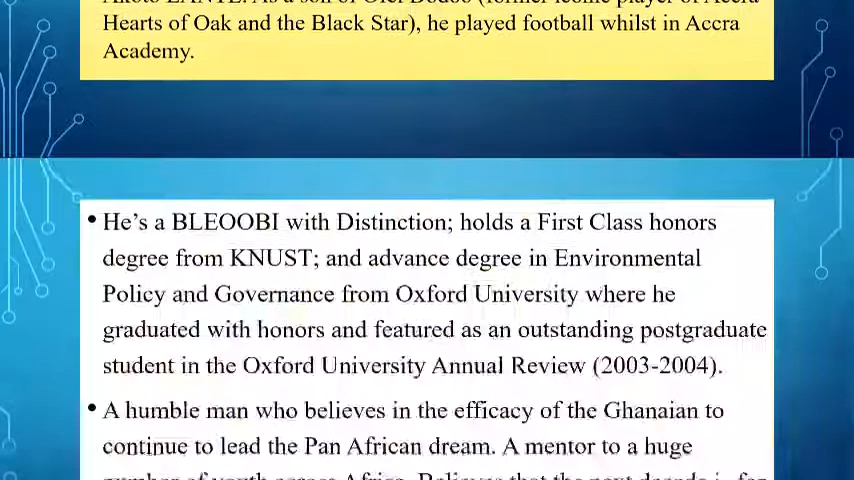 Hearts of Oak and the Black Star), he played football whilst in Accra
Academy.
• He’s a BLEOOBI with Distinction; holds a First Class honors
degree from KNUST; and advance degree in Environmental
Policy and Governance from Oxford University where he
graduated with honors and featured as an outstanding postgraduate
student in the Oxford University Annual Review (2003-2004).
• A humble man who believes in the efficacy of the Ghanaian to
continue to lead the Pan African dream. A mentor to a huge